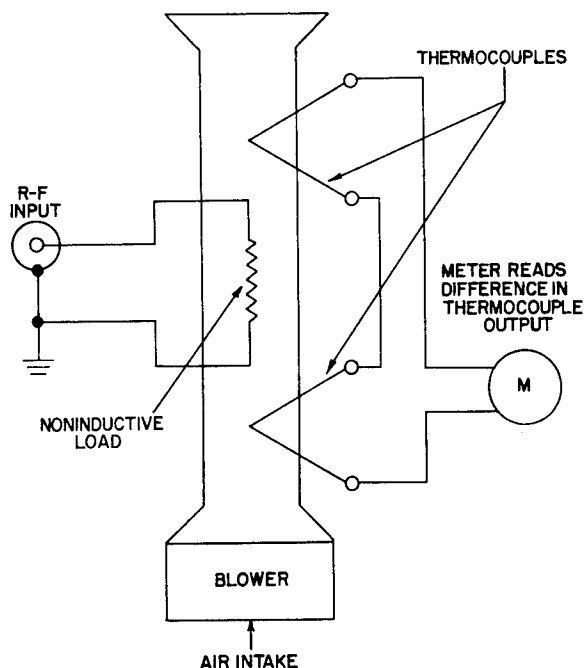 THERMOCOUPLES
R-F
INPUT
METER READS
DIFFERENCE IN
THERMOCOUPLE
OUTPUT
M
NONINDUCTIVE
LOAD
BLOWER
AIR INTAKE